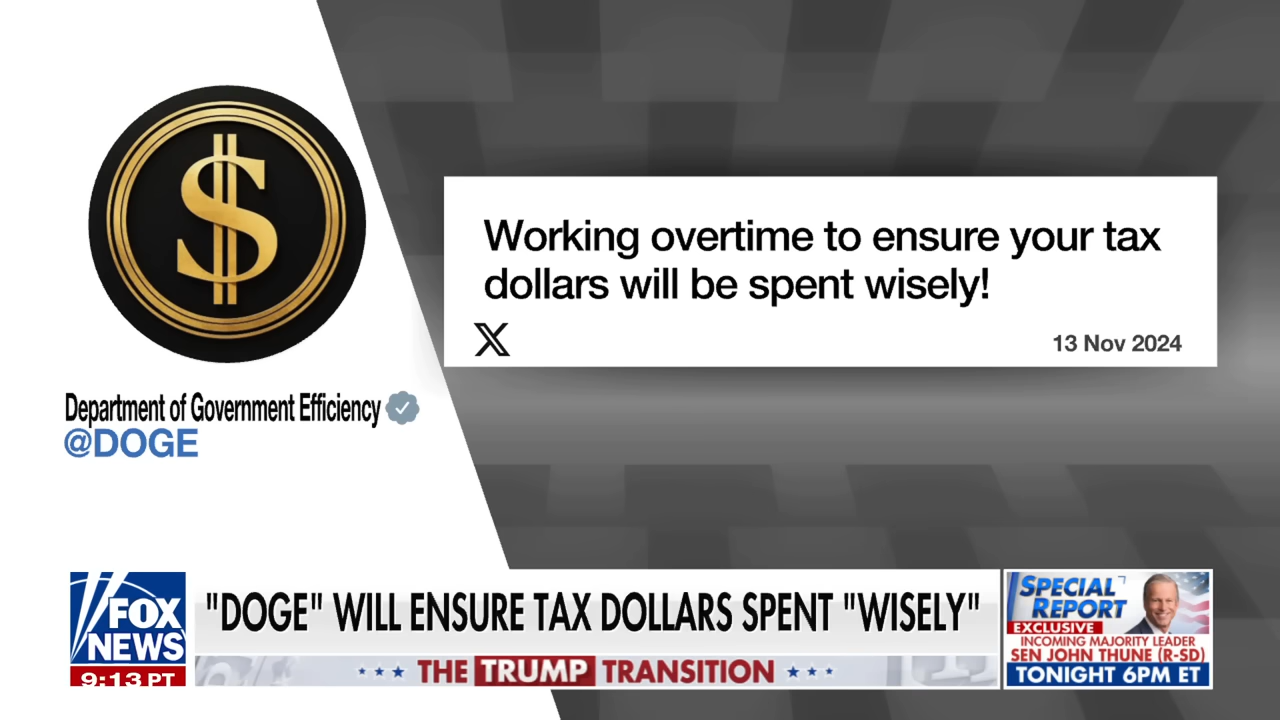 $
Working overtime to ensure your tax
dollars will be spent wisely!
X
13 Nov 2024
Department of Government Efficiency
@DOGE
FOX
NEWS
9:13 PT
"DOGE" WILL ENSURE TAX DOLLARS SPENT "WISELY"
THE TRUMP TRANSITION
SPECIAL
REPORT
EXCLUSIVE
INCOMING MAJORITY LEADER
SEN JOHN THUNE (R-SD)
TONIGHT 6PM ET